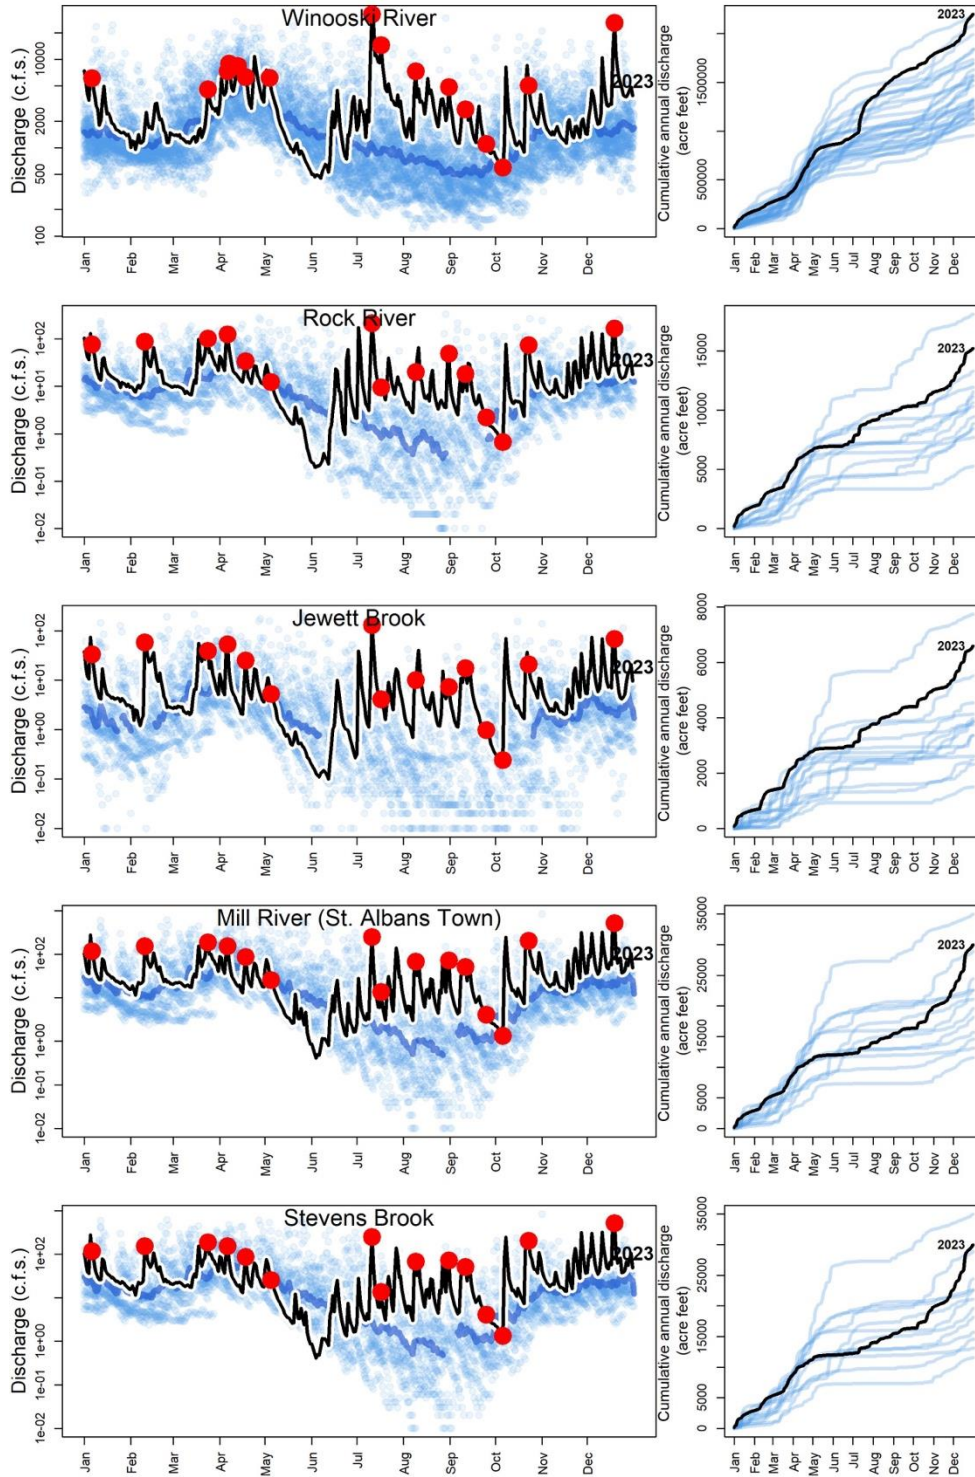 Winooski River
Discharge (c.f.s.)
10000
2000
500
100
2023
Jan
Feb
Mar
Apr
May
Jun
Jul
Aug
Sep
Oct
Nov
Dec
Cumulative annual discharge
(acre feet)
1500000
500000
0
2023
Jan
Feb
Mar
Apr
May
Jun
Jul
Aug
Sep
Oct
Nov
Dec
Rock River
Discharge (c.f.s.)
1e+02
1e+01
1e+00
1e-01
1e-02
2023
Jan
Feb
Mar
Apr
May
Jun
Jul
Aug
Sep
Oct
Nov
Dec
Cumulative annual discharge
(acre feet)
15000
10000
5000
0
2023
Jan
Feb
Mar
Apr
May
Jun
Jul
Aug
Sep
Oct
Nov
Dec
Jewett Brook
Discharge (c.f.s.)
1e+02
1e+01
1e+00
1e-01
1e-02
2023
Jan
Feb
Mar
Apr
May
Jun
Jul
Aug
Sep
Oct
Nov
Dec
Cumulative annual discharge
(acre feet)
8000
6000
4000
2000
0
2023
Jan
Feb
Mar
Apr
May
Jun
Jul
Aug
Sep
Oct
Nov
Dec
Mill River (St. Albans Town)
Discharge (c.f.s.)
1e+02
1e+00
1e-01
1e-02
2023
Jan
Feb
Mar
Apr
May
Jun
Jul
Aug
Sep
Oct
Nov
Dec
Cumulative annual discharge
(acre feet)
35000
25000
15000
5000
0
2023
Jan
Feb
Mar
Apr
May
Jun
Jul
Aug
Sep
Oct
Nov
Dec
Stevens Brook
Discharge (c.f.s.)
1e+02
1e+00
1e-01
1e-02
2023
Jan
Feb
Mar
Apr
May
Jun
Jul
Aug
Sep
Oct
Nov
Dec
Cumulative annual discharge
(acre feet)
35000
25000
15000
5000
0
2023
Jan
Feb
Mar
Apr
May
Jun
Jul
Aug
Sep
Oct
Nov
Dec